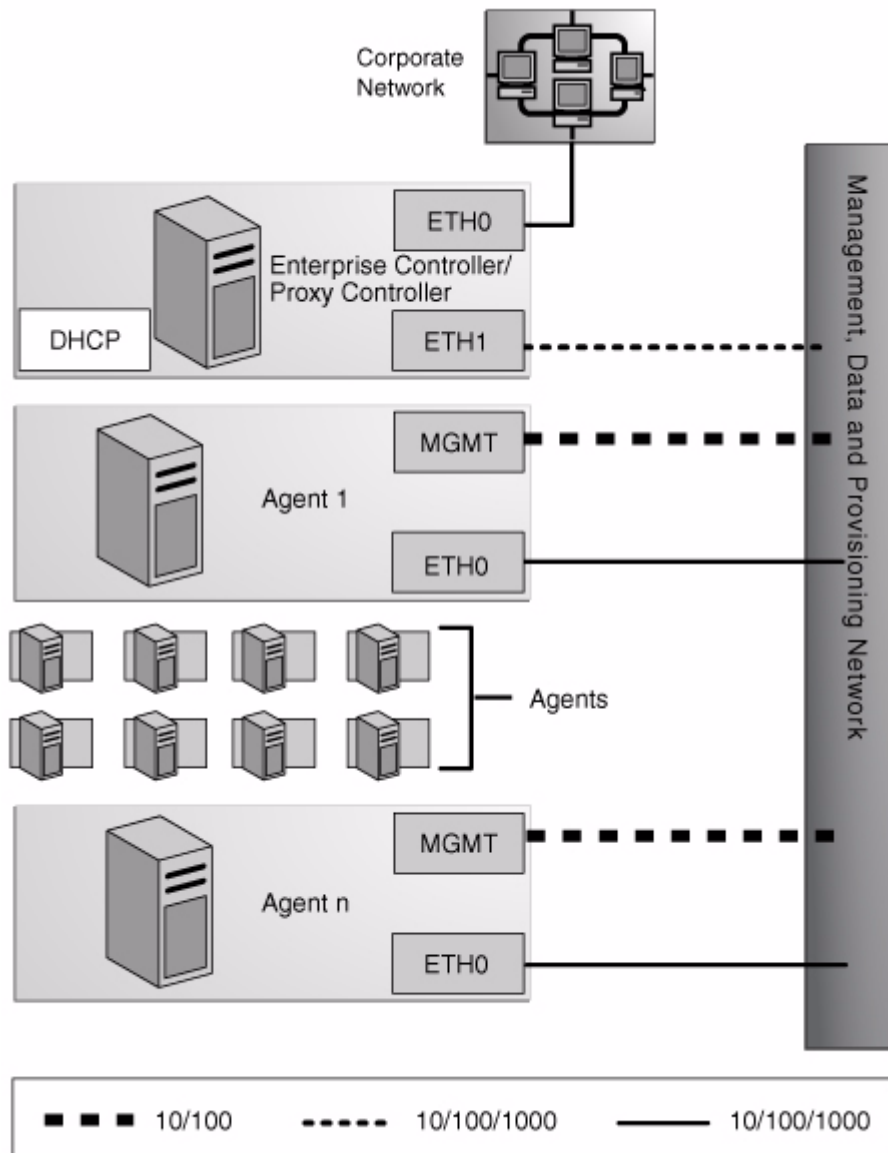 Corporate
Network
ETH0
Enterprise Controller/
Proxy Controller
DHCP
ETH1
MGMT
Agent 1
ETH0
Agents
MGMT
Agent n
ETH0
Management, Data and Provisioning Network
10/100
10/100/1000
10/100/1000